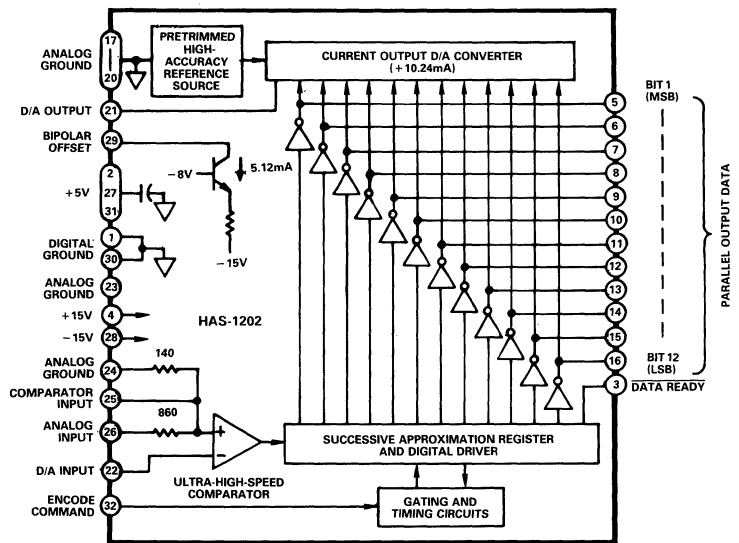 17
20
ANALOG
GROUND
PRETRIMMED
HIGH-
ACCURACY
REFERENCE
SOURCE
CURRENT OUTPUT D/A CONVERTER
(+10.24mA)
D/A OUTPUT
21
BIPOLAR
OFFSET
29
−8V
5.12mA
−15V
+5V
2
27
31
DIGITAL
GROUND
1
30
ANALOG
GROUND
23
+15V
4
−15V
28
HAS-1202
ANALOG
GROUND
24
140
COMPARATOR
INPUT
25
860
ANALOG
INPUT
26
+
−
D/A INPUT
22
ULTRA-HIGH-SPEED
COMPARATOR
ENCODE
COMMAND
32
SUCCESSIVE APPROXIMATION REGISTER
AND DIGITAL DRIVER
GATING AND
TIMING CIRCUITS
5
BIT 1
(MSB)
6
7
8
9
10
11
12
13
14
15
16
BIT 12
(LSB)
3
DATA READY
PARALLEL OUTPUT DATA